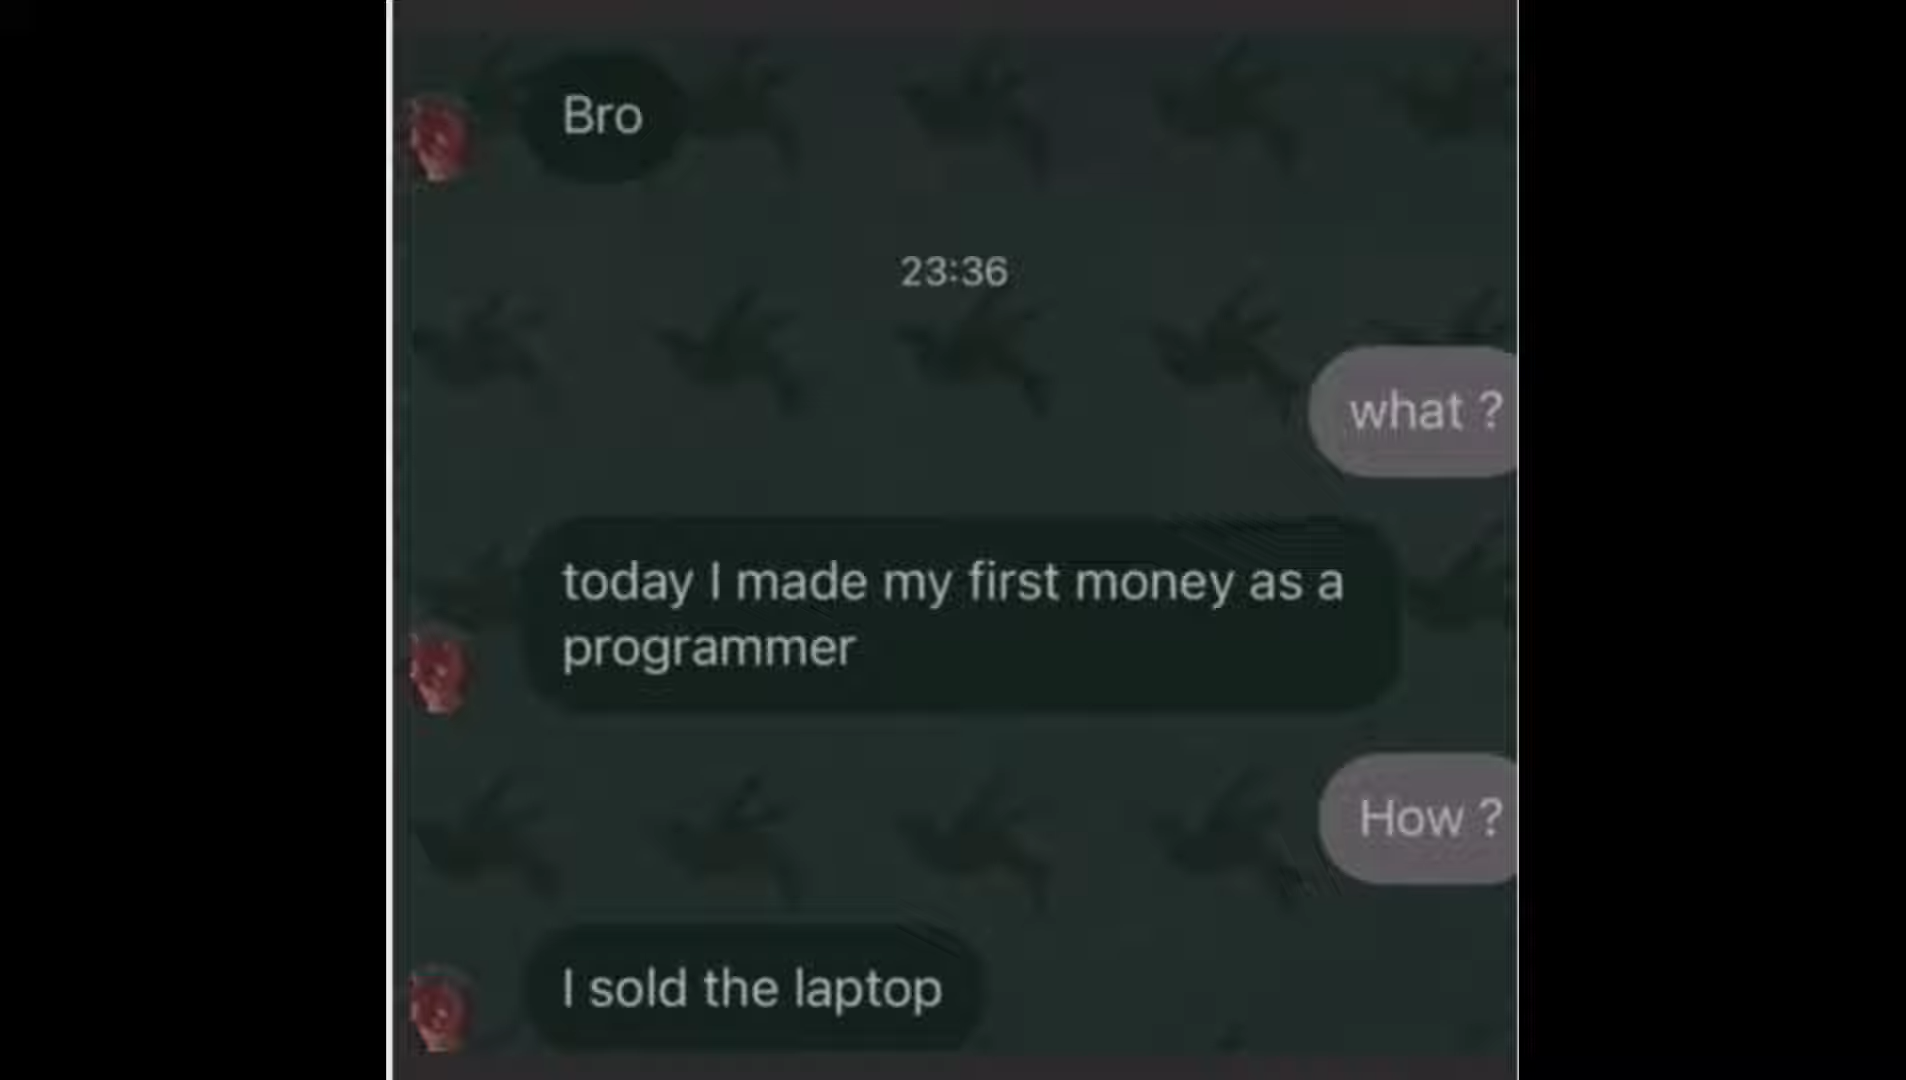 Bro
23:36
what ?
today I made my first money as a
programmer
How ?
I sold the laptop